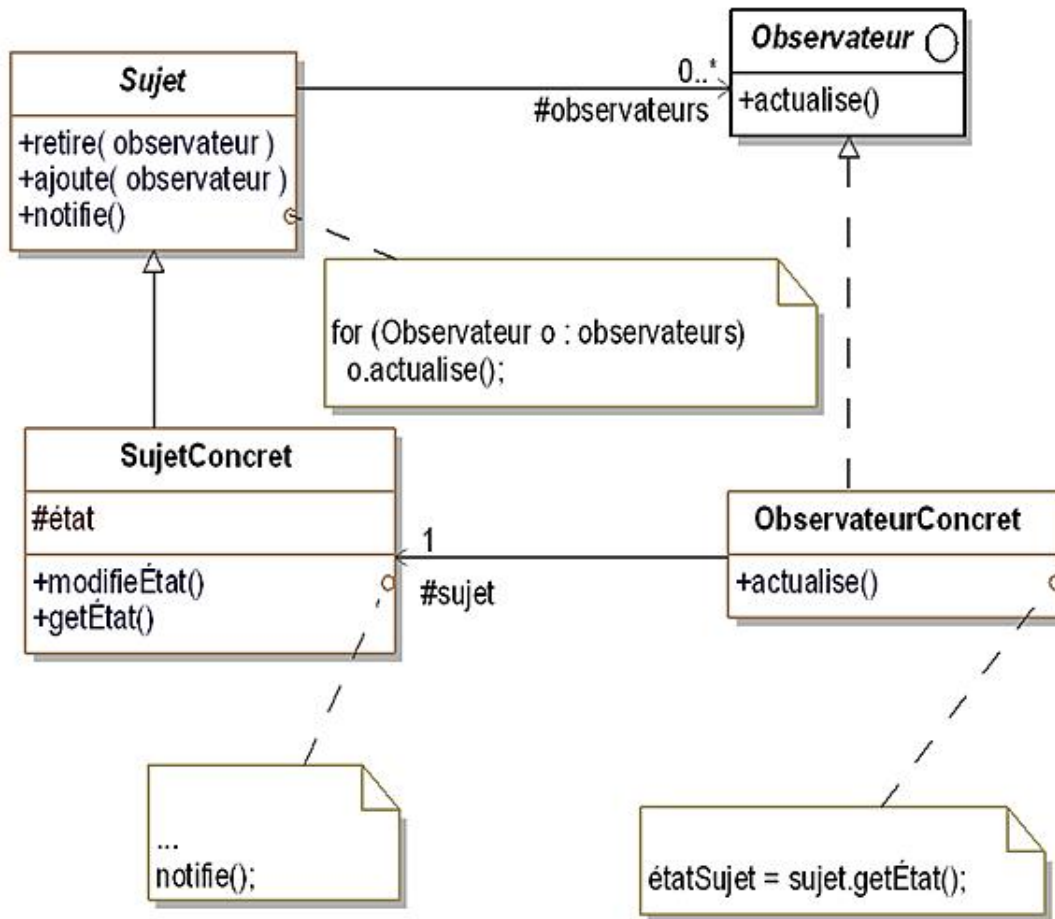 Sujet
+retire( observateur )
+ajoute( observateur )
+notifie()
0..*
#observateurs
Observateur
+actualise()
for (Observateur o : observateurs)
o.actualise();
SujetConcret
#état
+modifieÉtat()
+getÉtat()
1
#sujet
ObservateurConcret
+actualise()
...
notifie();
étatSujet = sujet.getÉtat();